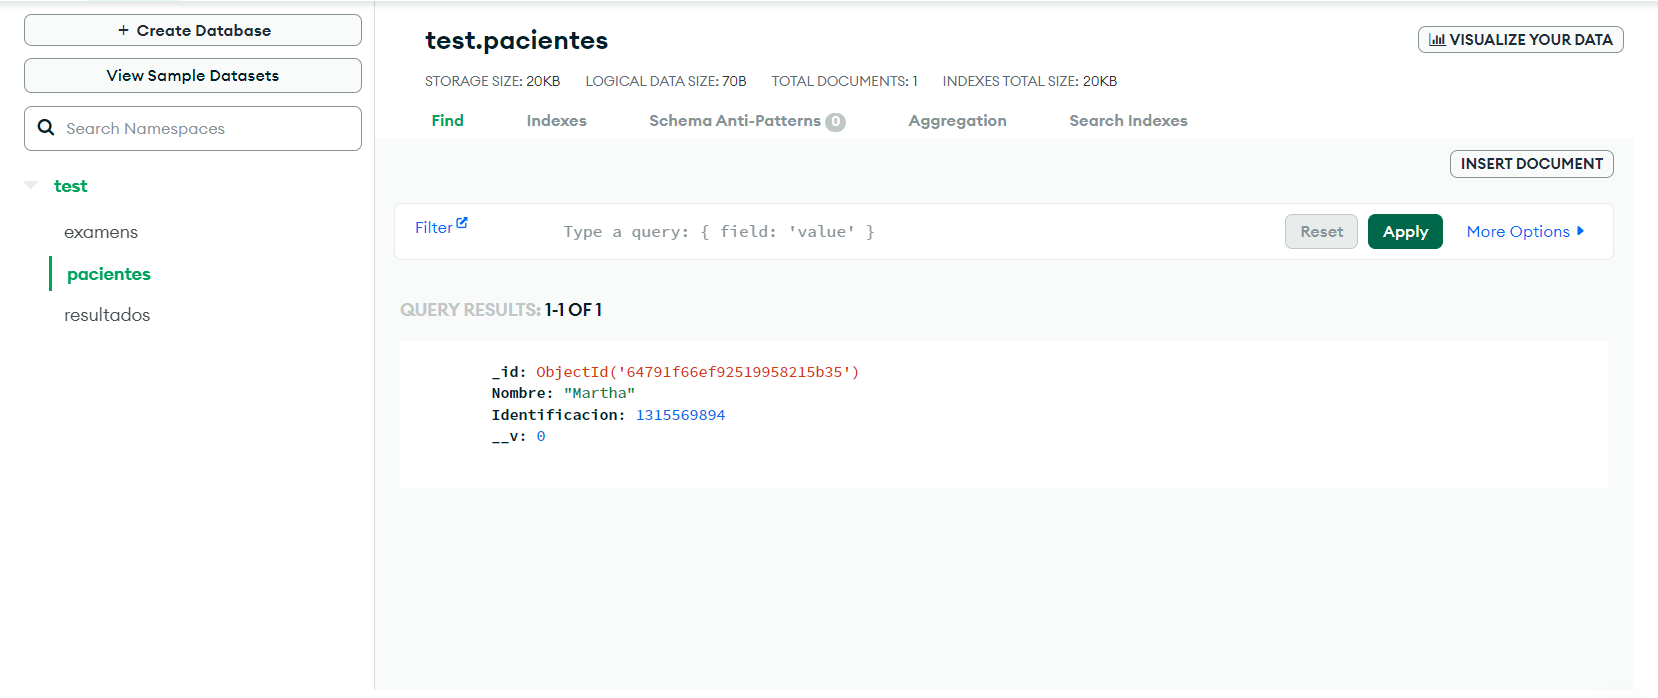 + Create Database
View Sample Datasets
Search Namespaces
test
examens
pacientes
resultados
test.pacientes
VISUALIZE YOUR DATA
STORAGE SIZE: 20KB LOGICAL DATA SIZE: 70B TOTAL DOCUMENTS: 1 INDEXES TOTAL SIZE: 20KB
Find Indexes Schema Anti-Patterns 0 Aggregation Search Indexes
INSERT DOCUMENT
Filter Type a query: { field: 'value' } Reset Apply More Options
QUERY RESULTS: 1-1 OF 1
_id: ObjectId('64791f66ef92519958215b35')
Nombre: "Martha"
Identificacion: 1315569894
__v: 0